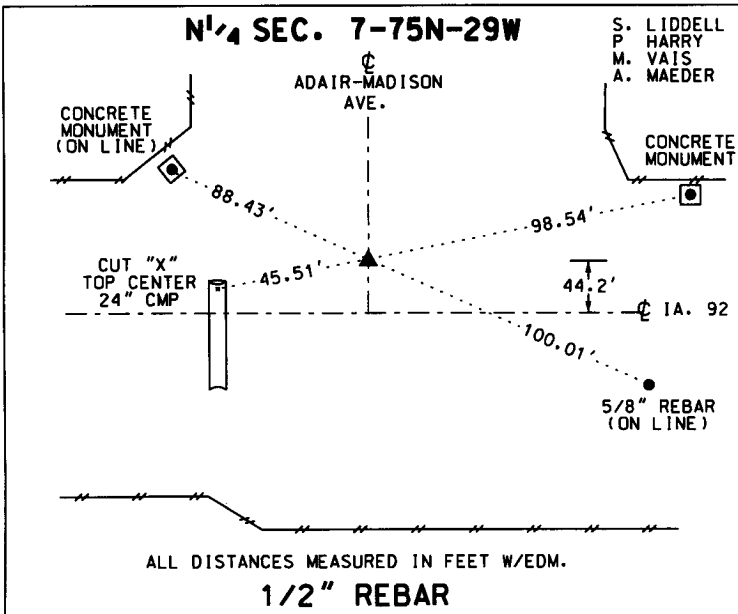 N1/4 SEC. 7-75N-29W
S. LIDDELL
P HARRY
M. VAIS
A. MAEDER
℄
ADAIR-MADISON
AVE.
CONCRETE
MONUMENT
(ON LINE)
CONCRETE
MONUMENT
88.43'
98.54'
CUT "X"
TOP CENTER
24" CMP
45.51'
44.2'
℄ IA. 92
100.01'
5/8" REBAR
(ON LINE)
ALL DISTANCES MEASURED IN FEET W/EDM.
1/2" REBAR